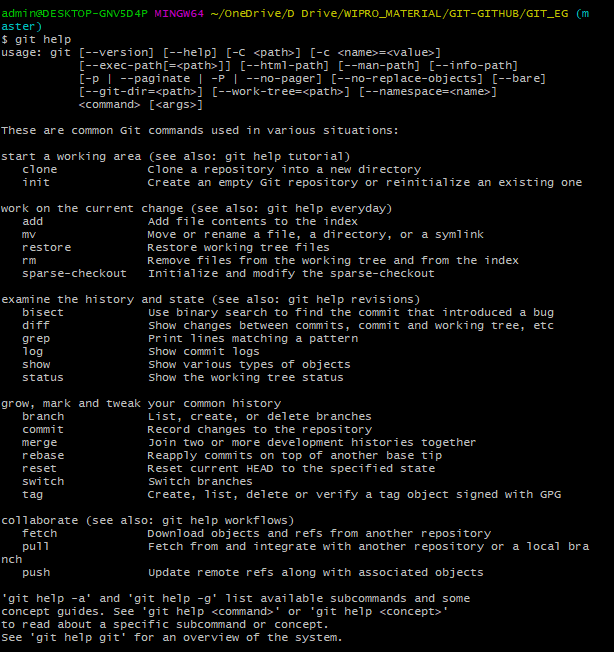 admin@DESKTOP-GNV5D4P MINGW64 ~/OneDrive/D Drive/WIPRO_MATERIAL/GIT-GITHUB/GIT_EG (m
aster)
$ git help
usage: git [--version] [--help] [-C <path>] [-c <name>=<value>]
           [--exec-path[=<path>]] [--html-path] [--man-path] [--info-path]
           [-p | --paginate | -P | --no-pager] [--no-replace-objects] [--bare]
           [--git-dir=<path>] [--work-tree=<path>] [--namespace=<name>]
           <command> [<args>]

These are common Git commands used in various situations:

start a working area (see also: git help tutorial)
   clone             Clone a repository into a new directory
   init              Create an empty Git repository or reinitialize an existing one

work on the current change (see also: git help everyday)
   add               Add file contents to the index
   mv                Move or rename a file, a directory, or a symlink
   restore           Restore working tree files
   rm                Remove files from the working tree and from the index
   sparse-checkout   Initialize and modify the sparse-checkout

examine the history and state (see also: git help revisions)
   bisect            Use binary search to find the commit that introduced a bug
   diff              Show changes between commits, commit and working tree, etc
   grep              Print lines matching a pattern
   log               Show commit logs
   show              Show various types of objects
   status            Show the working tree status

grow, mark and tweak your common history
   branch            List, create, or delete branches
   commit            Record changes to the repository
   merge             Join two or more development histories together
   rebase            Reapply commits on top of another base tip
   reset             Reset current HEAD to the specified state
   switch            Switch branches
   tag               Create, list, delete or verify a tag object signed with GPG

collaborate (see also: git help workflows)
   fetch             Download objects and refs from another repository
   pull              Fetch from and integrate with another repository or a local bra
nch
   push              Update remote refs along with associated objects

'git help -a' and 'git help -g' list available subcommands and some
concept guides. See 'git help <command>' or 'git help <concept>'
to read about a specific subcommand or concept.
See 'git help git' for an overview of the system.